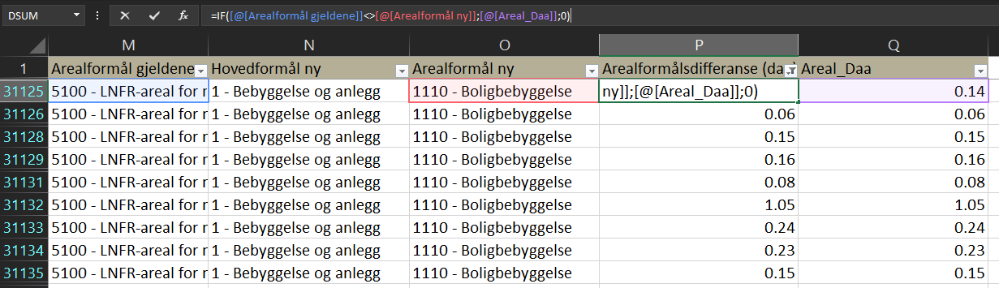 DSUM fx =IF([@[Arealformål gjeldene]]<>[@[Arealformål ny]];[@[Areal_Daa]];0)
M N O P Q
1 Arealformål gjeldene Hovedformål ny Arealformål ny Arealformålsdifferanse (da Areal_Daa
31125 5100 - LNFR-areal for 1 - Bebyggelse og anlegg 1110 - Boligbebyggelse ny]];[@[Areal_Daa]];0) 0.14
31126 5100 - LNFR-areal for 1 - Bebyggelse og anlegg 1110 - Boligbebyggelse 0.06 0.06
31128 5100 - LNFR-areal for 1 - Bebyggelse og anlegg 1110 - Boligbebyggelse 0.15 0.15
31129 5100 - LNFR-areal for 1 - Bebyggelse og anlegg 1110 - Boligbebyggelse 0.16 0.16
31131 5100 - LNFR-areal for 1 - Bebyggelse og anlegg 1110 - Boligbebyggelse 0.08 0.08
31132 5100 - LNFR-areal for 1 - Bebyggelse og anlegg 1110 - Boligbebyggelse 1.05 1.05
31133 5100 - LNFR-areal for 1 - Bebyggelse og anlegg 1110 - Boligbebyggelse 0.24 0.24
31134 5100 - LNFR-areal for 1 - Bebyggelse og anlegg 1110 - Boligbebyggelse 0.23 0.23
31135 5100 - LNFR-areal for 1 - Bebyggelse og anlegg 1110 - Boligbebyggelse 0.15 0.15